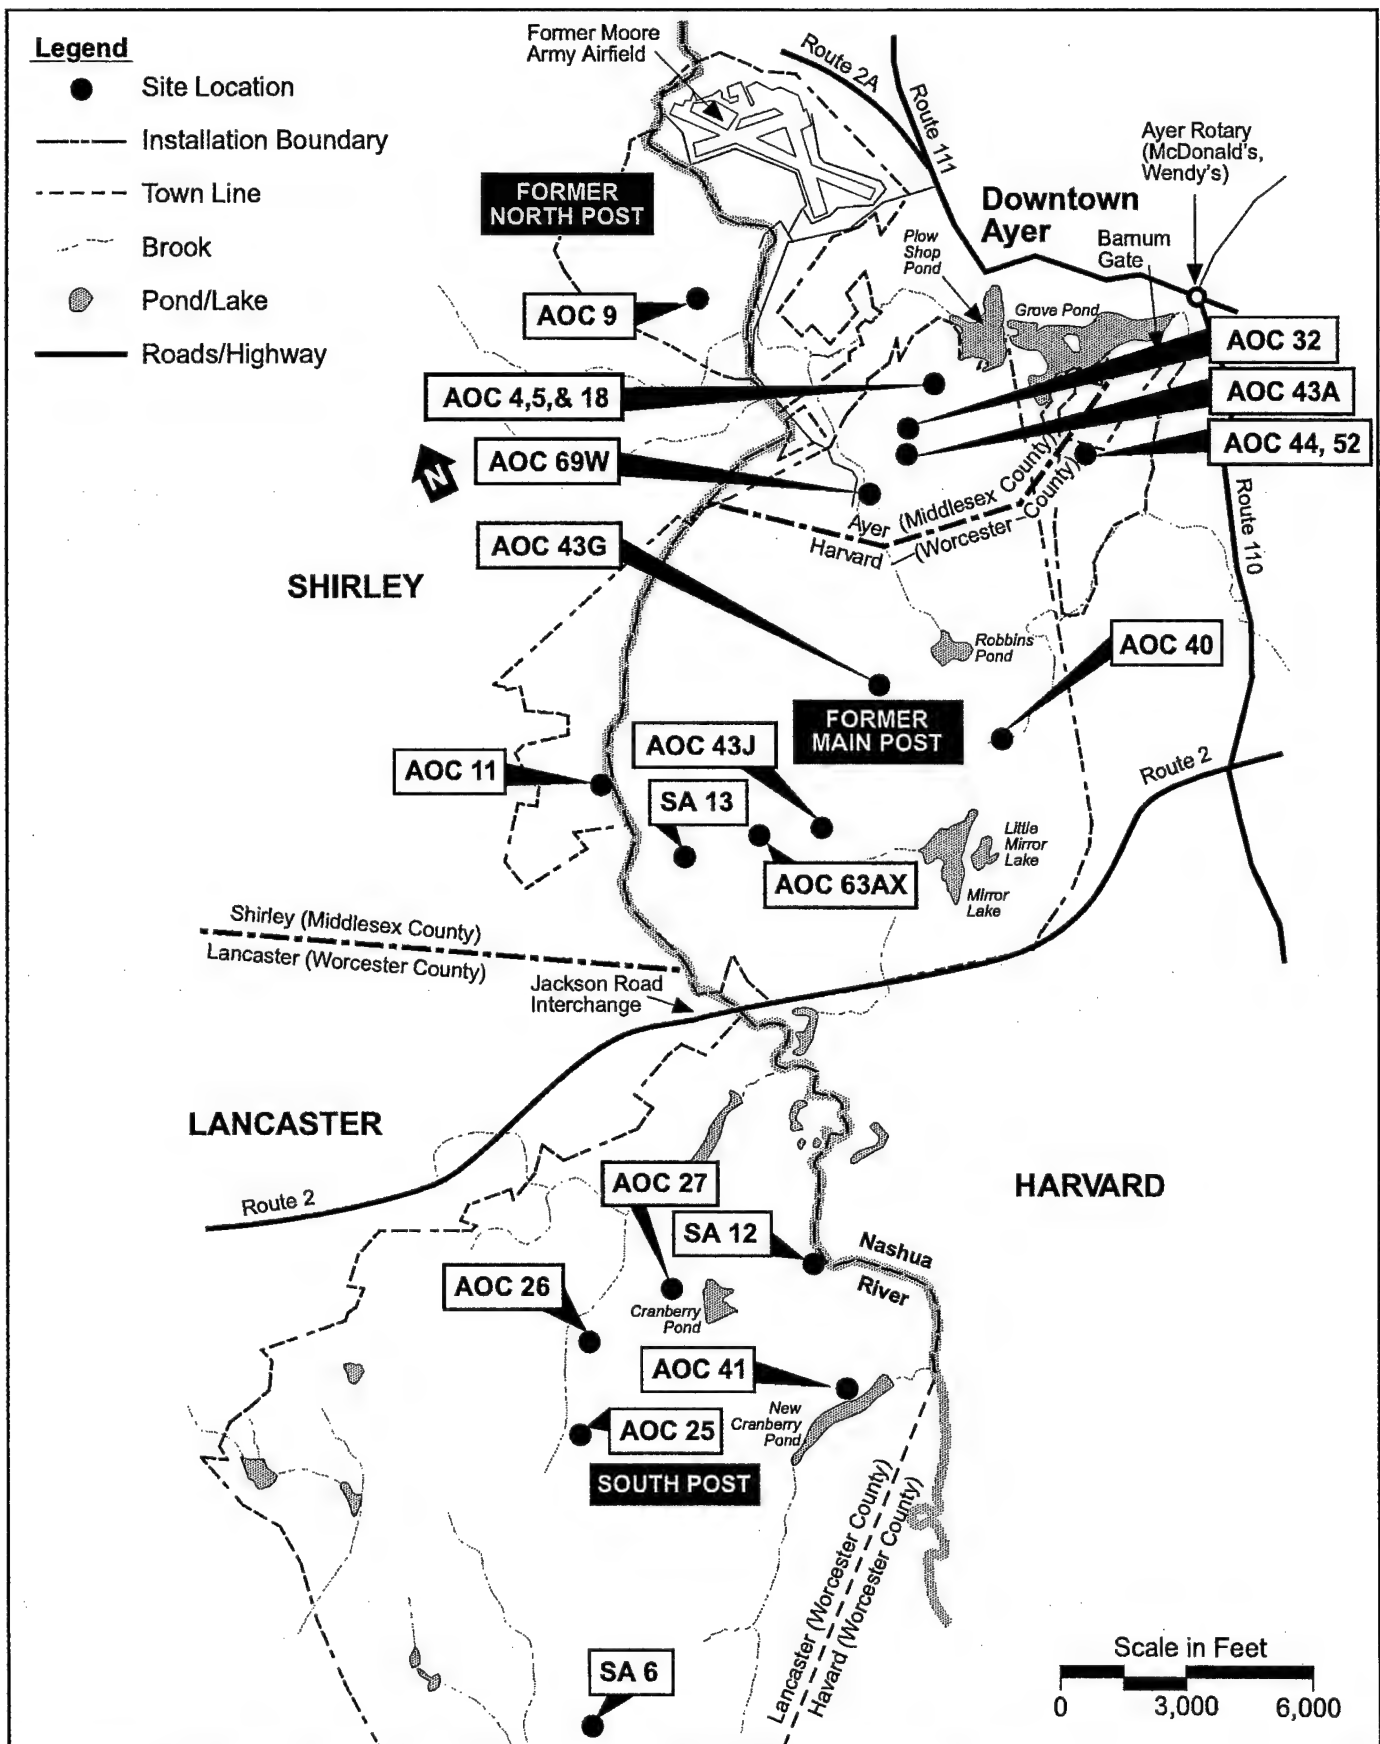 Legend
Site Location
Installation Boundary
Town Line
Brook
Pond/Lake
Roads/Highway
Former Moore
Army Airfield
Route 2A
Route 111
Ayer Rotary
(McDonald's,
Wendy's)
FORMER
NORTH POST
Downtown
Ayer
Barnum
Gate
Plow
Shop
Pond
Grove Pond
AOC 9
AOC 32
AOC 4,5,& 18
AOC 43A
AOC 69W
AOC 44, 52
N
Ayer (Middlesex County)
Harvard (Worcester County)
Route 110
AOC 43G
SHIRLEY
Robbins
Pond
AOC 40
FORMER
MAIN POST
AOC 43J
AOC 11
SA 13
Route 2
Little
Mirror
Lake
AOC 63AX
Mirror
Lake
Shirley (Middlesex County)
Lancaster (Worcester County)
Jackson Road
Interchange
LANCASTER
HARVARD
Route 2
AOC 27
SA 12
Nashua
River
AOC 26
Cranberry
Pond
AOC 41
New
Cranberry
Pond
AOC 25
SOUTH POST
Lancaster (Worcester County)
Havard (Worcester County)
SA 6
Scale in Feet
0 3,000 6,000